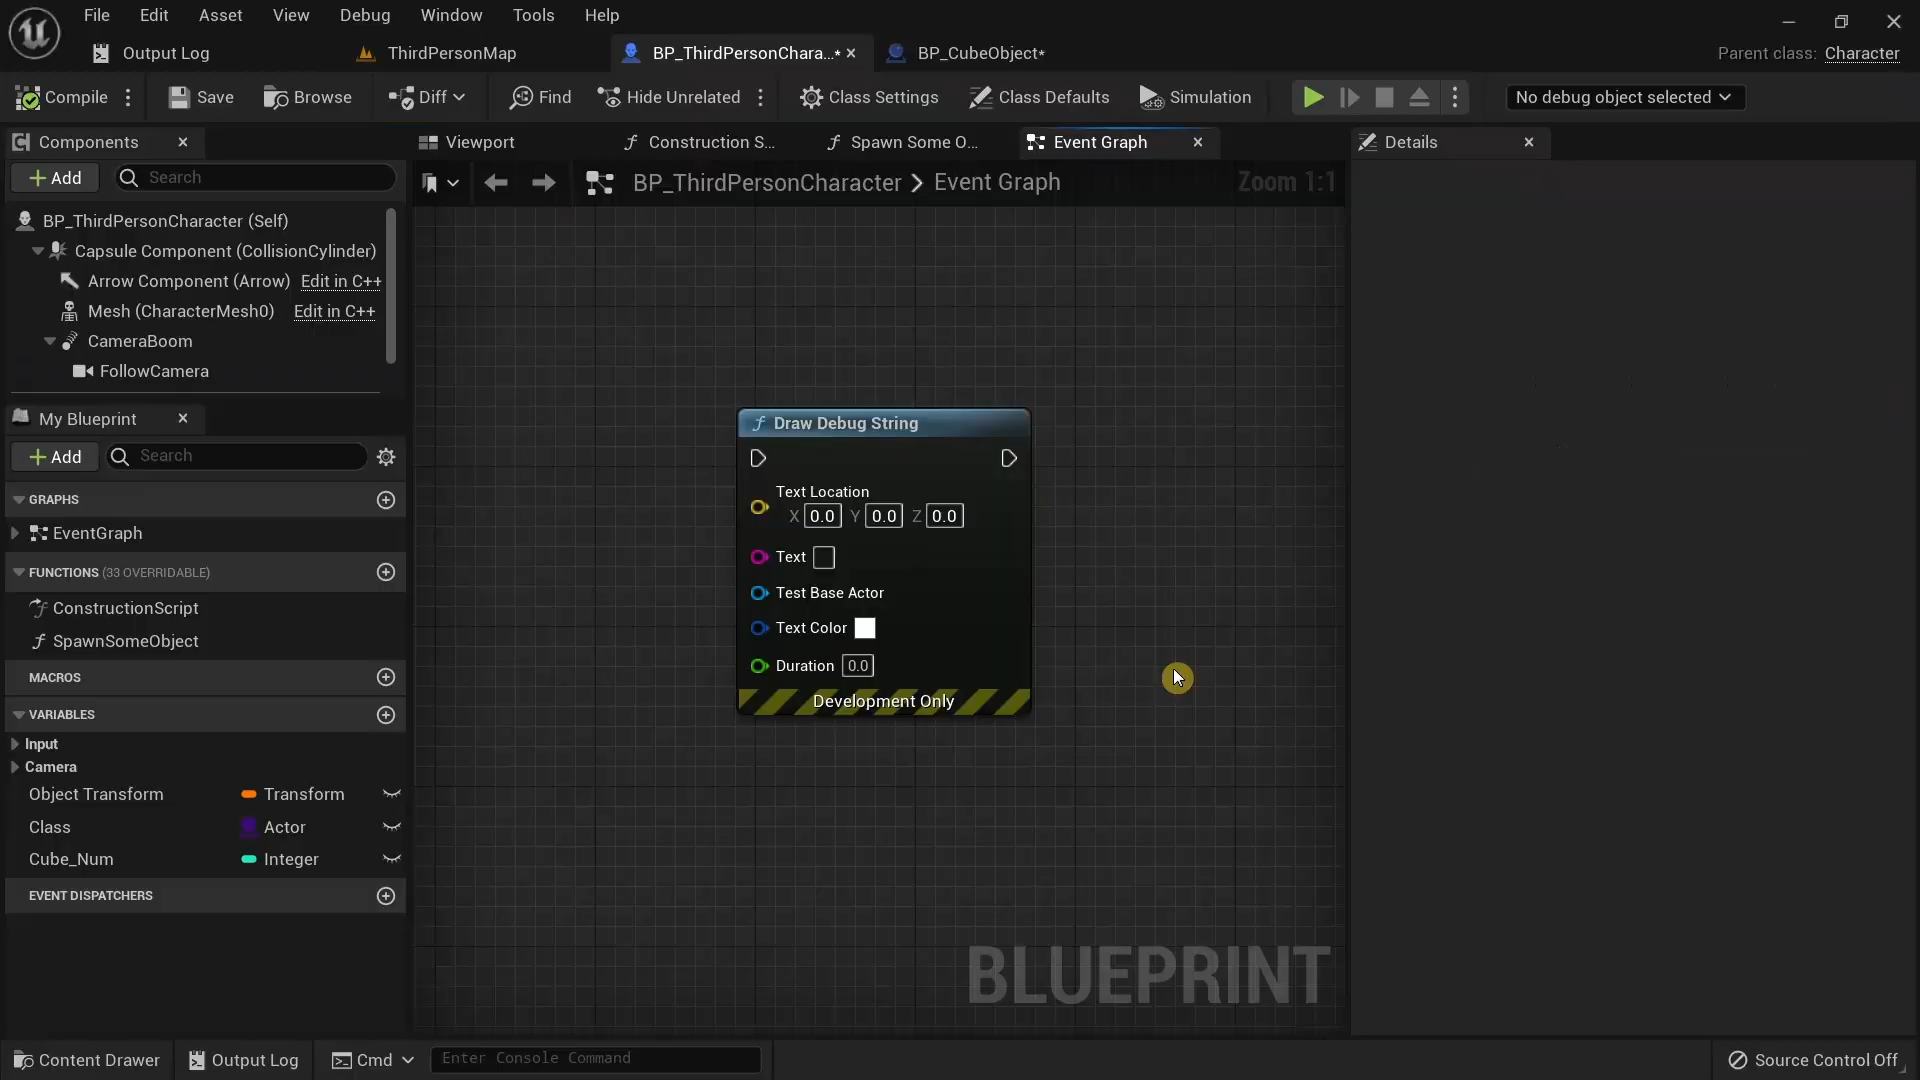 File Edit Asset View Debug Window Tools Help
Output Log ThirdPersonMap BP_ThirdPersonChara...* BP_CubeObject* Parent class: Character
Compile Save Browse Diff Find Hide Unrelated Class Settings Class Defaults Simulation No debug object selected
Components Viewport Construction S... Spawn Some O... Event Graph Details
Add Search
BP_ThirdPersonCharacter > Event Graph Zoom 1:1
BP_ThirdPersonCharacter (Self)
Capsule Component (CollisionCylinder)
Arrow Component (Arrow) Edit in C++
Mesh (CharacterMesh0) Edit in C++
CameraBoom
FollowCamera
My Blueprint
Add Search
GRAPHS
EventGraph
FUNCTIONS (33 OVERRIDABLE)
ConstructionScript
SpawnSomeObject
MACROS
VARIABLES
Input
Camera
Object Transform Transform
Class Actor
Cube_Num Integer
EVENT DISPATCHERS
f Draw Debug String
Text Location
X 0.0 Y 0.0 Z 0.0
Text
Test Base Actor
Text Color
Duration 0.0
Development Only
BLUEPRINT
Content Drawer Output Log Cmd Enter Console Command Source Control Off